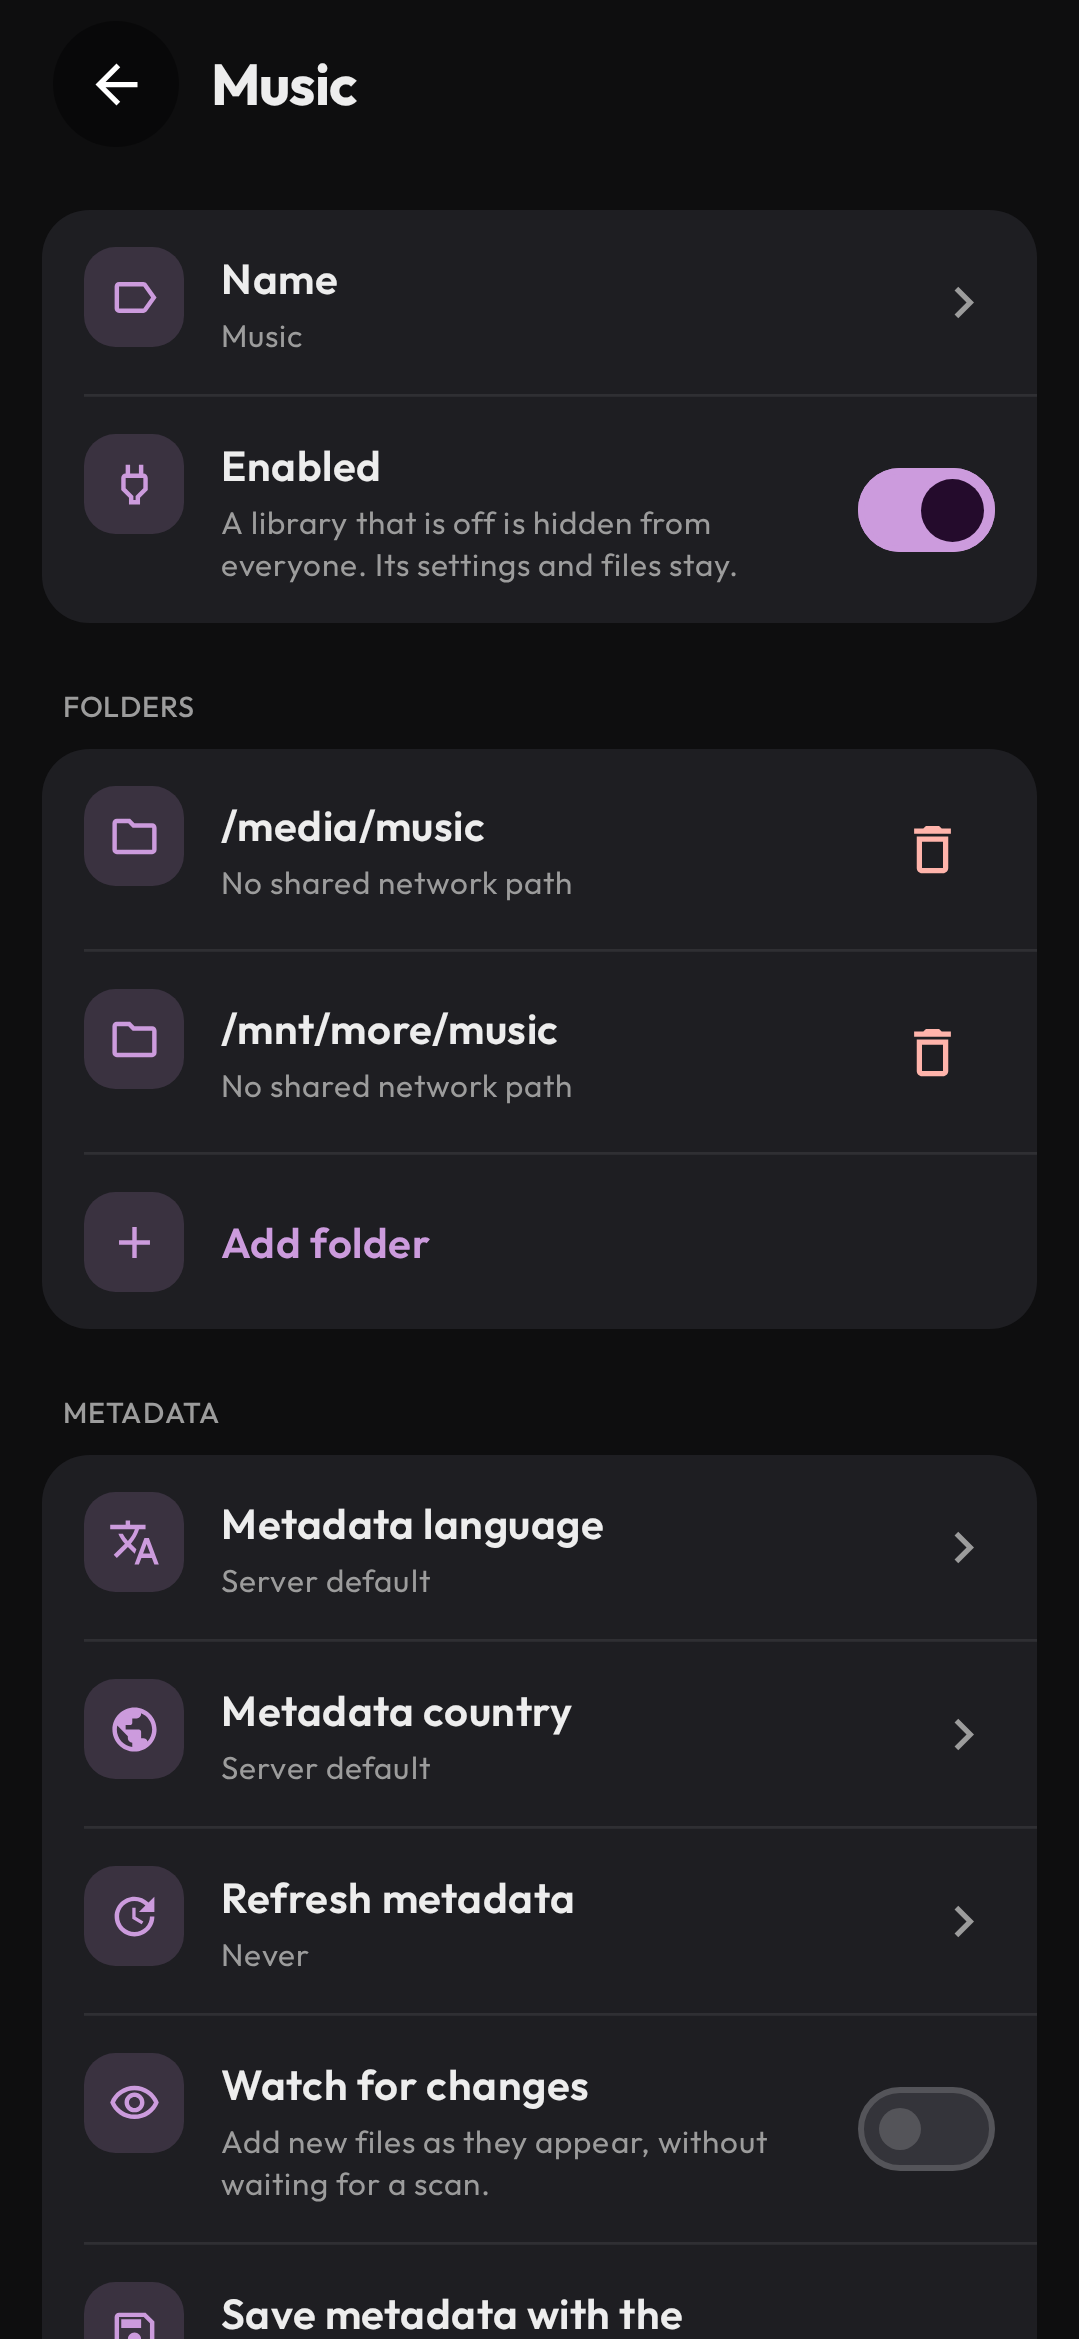 Music
Name
Music
Enabled
A library that is off is hidden from
everyone. Its settings and files stay.
FOLDERS
/media/music
No shared network path
/mnt/more/music
No shared network path
Add folder
METADATA
Metadata language
Server default
Metadata country
Server default
Refresh metadata
Never
Watch for changes
Add new files as they appear, without
waiting for a scan.
Save metadata with the